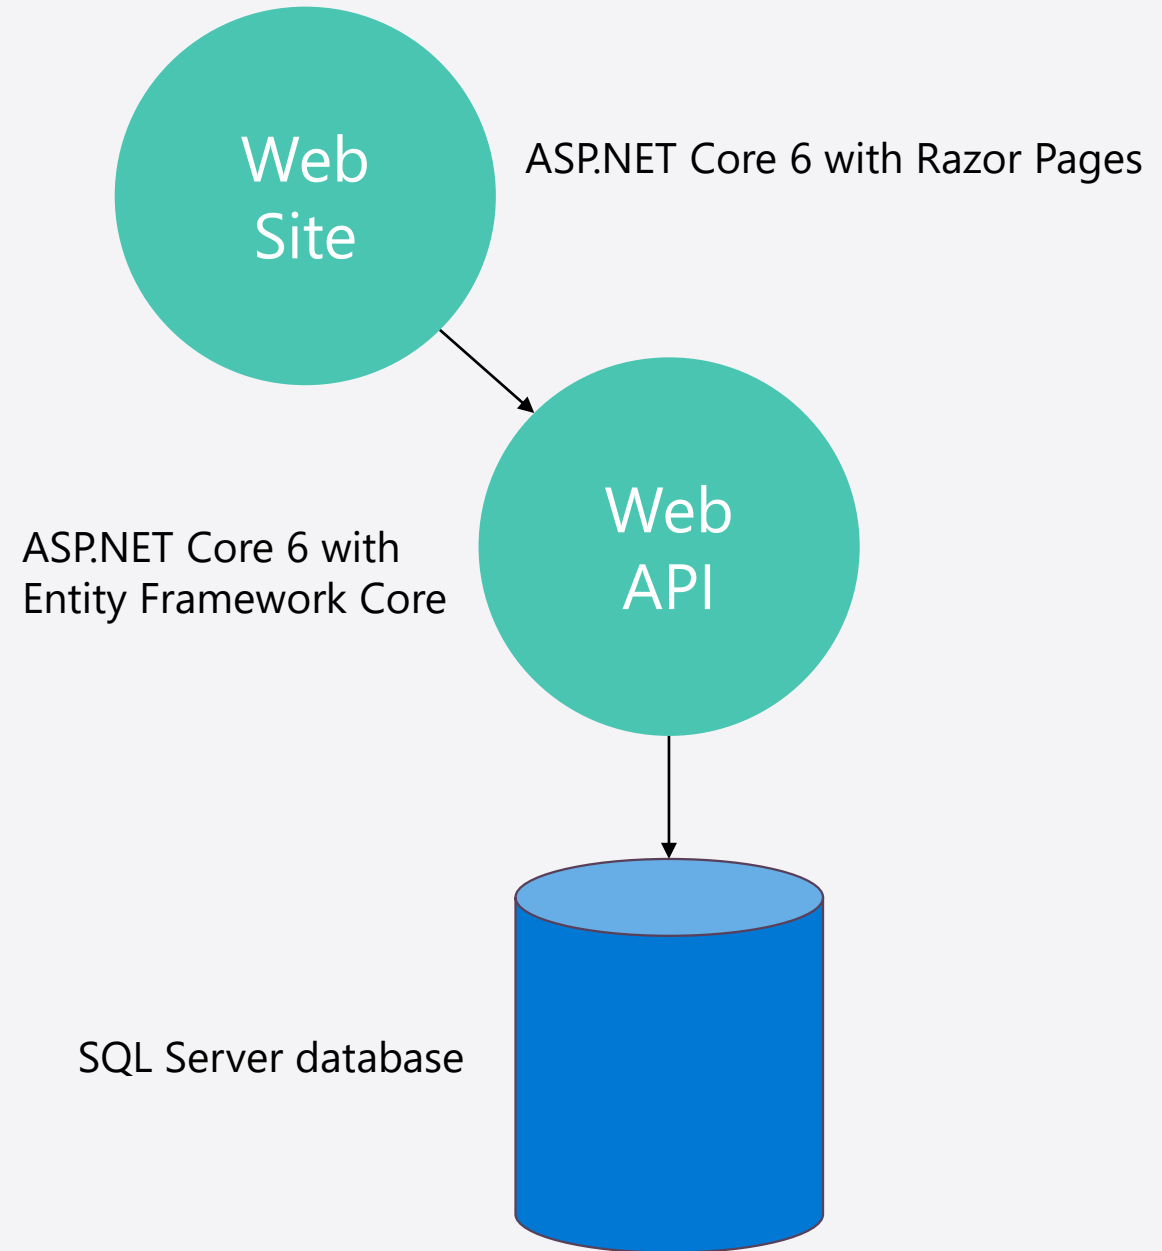 Web
Site
ASP.NET Core 6 with Razor Pages
Web
API
ASP.NET Core 6 with
Entity Framework Core
SQL Server database